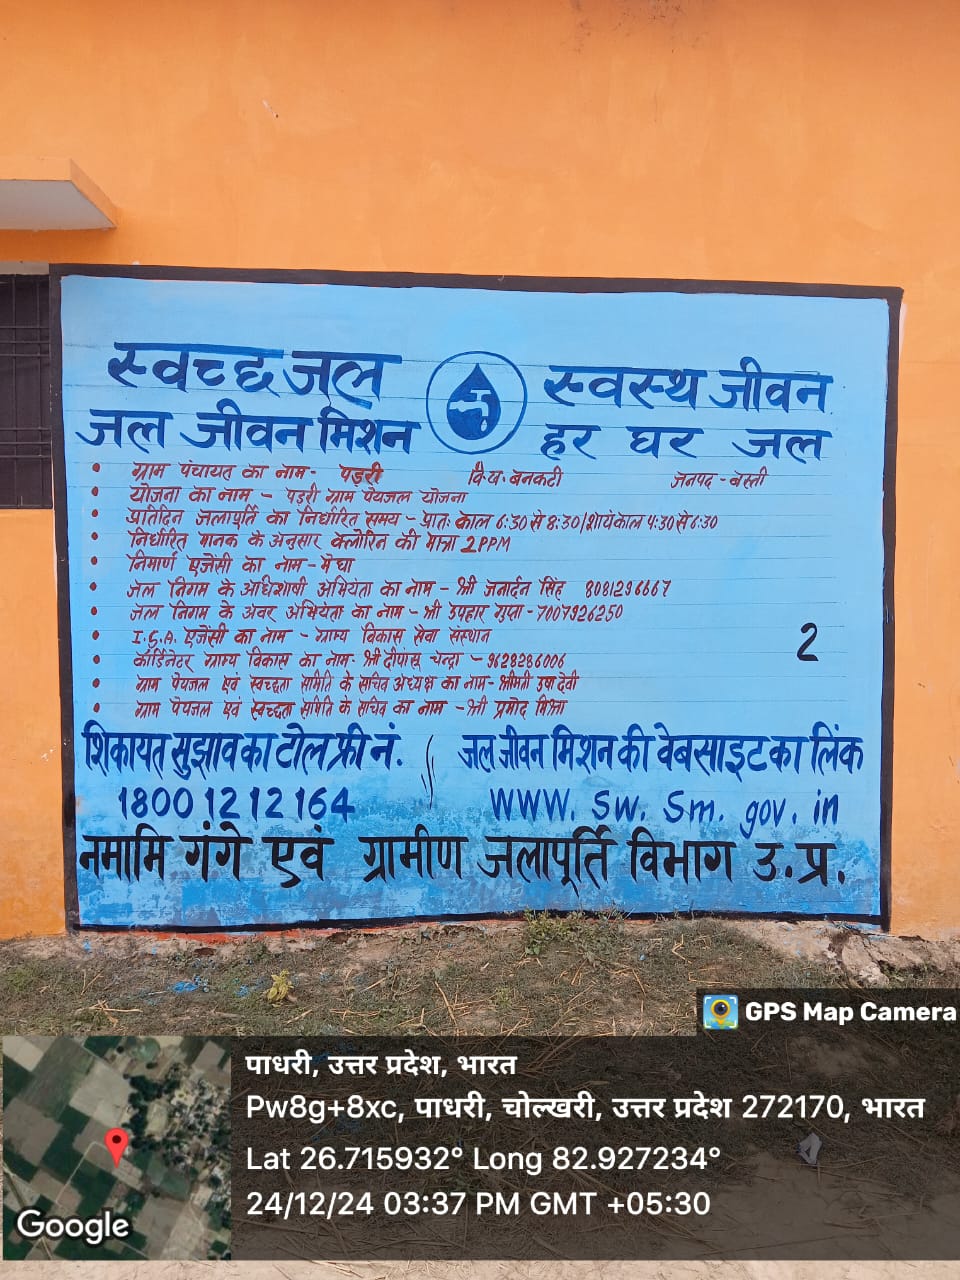 स्वच्छ जल स्वस्थ जीवन
जल जीवन मिशन हर घर जल
• ग्राम पंचायत का नाम - पड़री वि.ख. बनकटी जनपद - बस्ती
• योजना का नाम - पड़री ग्राम पेयजल योजना
• प्रतिदिन जलापूर्ति का निर्धारित समय - प्रातः काल 6:30 से 8:30/शायंकाल 4:30 से 6:30
• निर्धारित मानक के अनुसार क्लोरिन की मात्रा 2PPM
• निमार्ण एजेंसी का नाम - मेघा
• जल निगम के अधिशाषी अभियंता का नाम - श्री जनार्दन सिंह 8081296667
• जल निगम के अवर अभियंता का नाम - श्री उपहार गुप्ता - 7007926250
• I.S.A. एजेंसी का नाम - ग्राम्य विकास सेवा संस्थान
• कॉर्डिनेटर ग्राम्य विकास का नाम - श्री दीपांसू चन्द्रा - 9628286006
• ग्राम पेयजल एवं स्वच्छता समिति के सचिव अध्यक्ष का नाम - श्रीमती उषा देवी
• ग्राम पेयजल एवं स्वच्छता समिति के सचिव का नाम - श्री प्रमोद मिश्रा
2
शिकायत सुझाव का टोल फ्री नं. जल जीवन मिशन की वेबसाइट का लिंक
1800 12 12 164 www. sw. sm. gov. in
नमामि गंगे एवं ग्रामीण जलापूर्ति विभाग उ.प्र.
GPS Map Camera
पाधरी, उत्तर प्रदेश, भारत
Pw8g+8xc, पाधरी, चोल्खरी, उत्तर प्रदेश 272170, भारत
Lat 26.715932° Long 82.927234°
24/12/24 03:37 PM GMT +05:30
Google